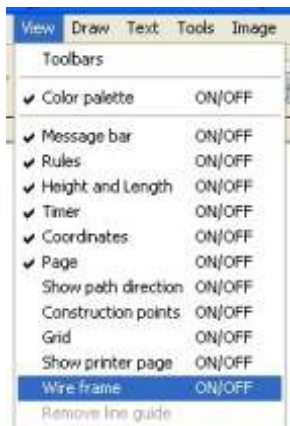 View Draw Text Tools Image
Toolbars
Color palette ON/OFF
Message bar ON/OFF
Rules ON/OFF
Height and Length ON/OFF
Timer ON/OFF
Coordinates ON/OFF
Page ON/OFF
Show path direction ON/OFF
Construction points ON/OFF
Grid ON/OFF
Show printer page ON/OFF
Wire frame ON/OFF
Remove line guide